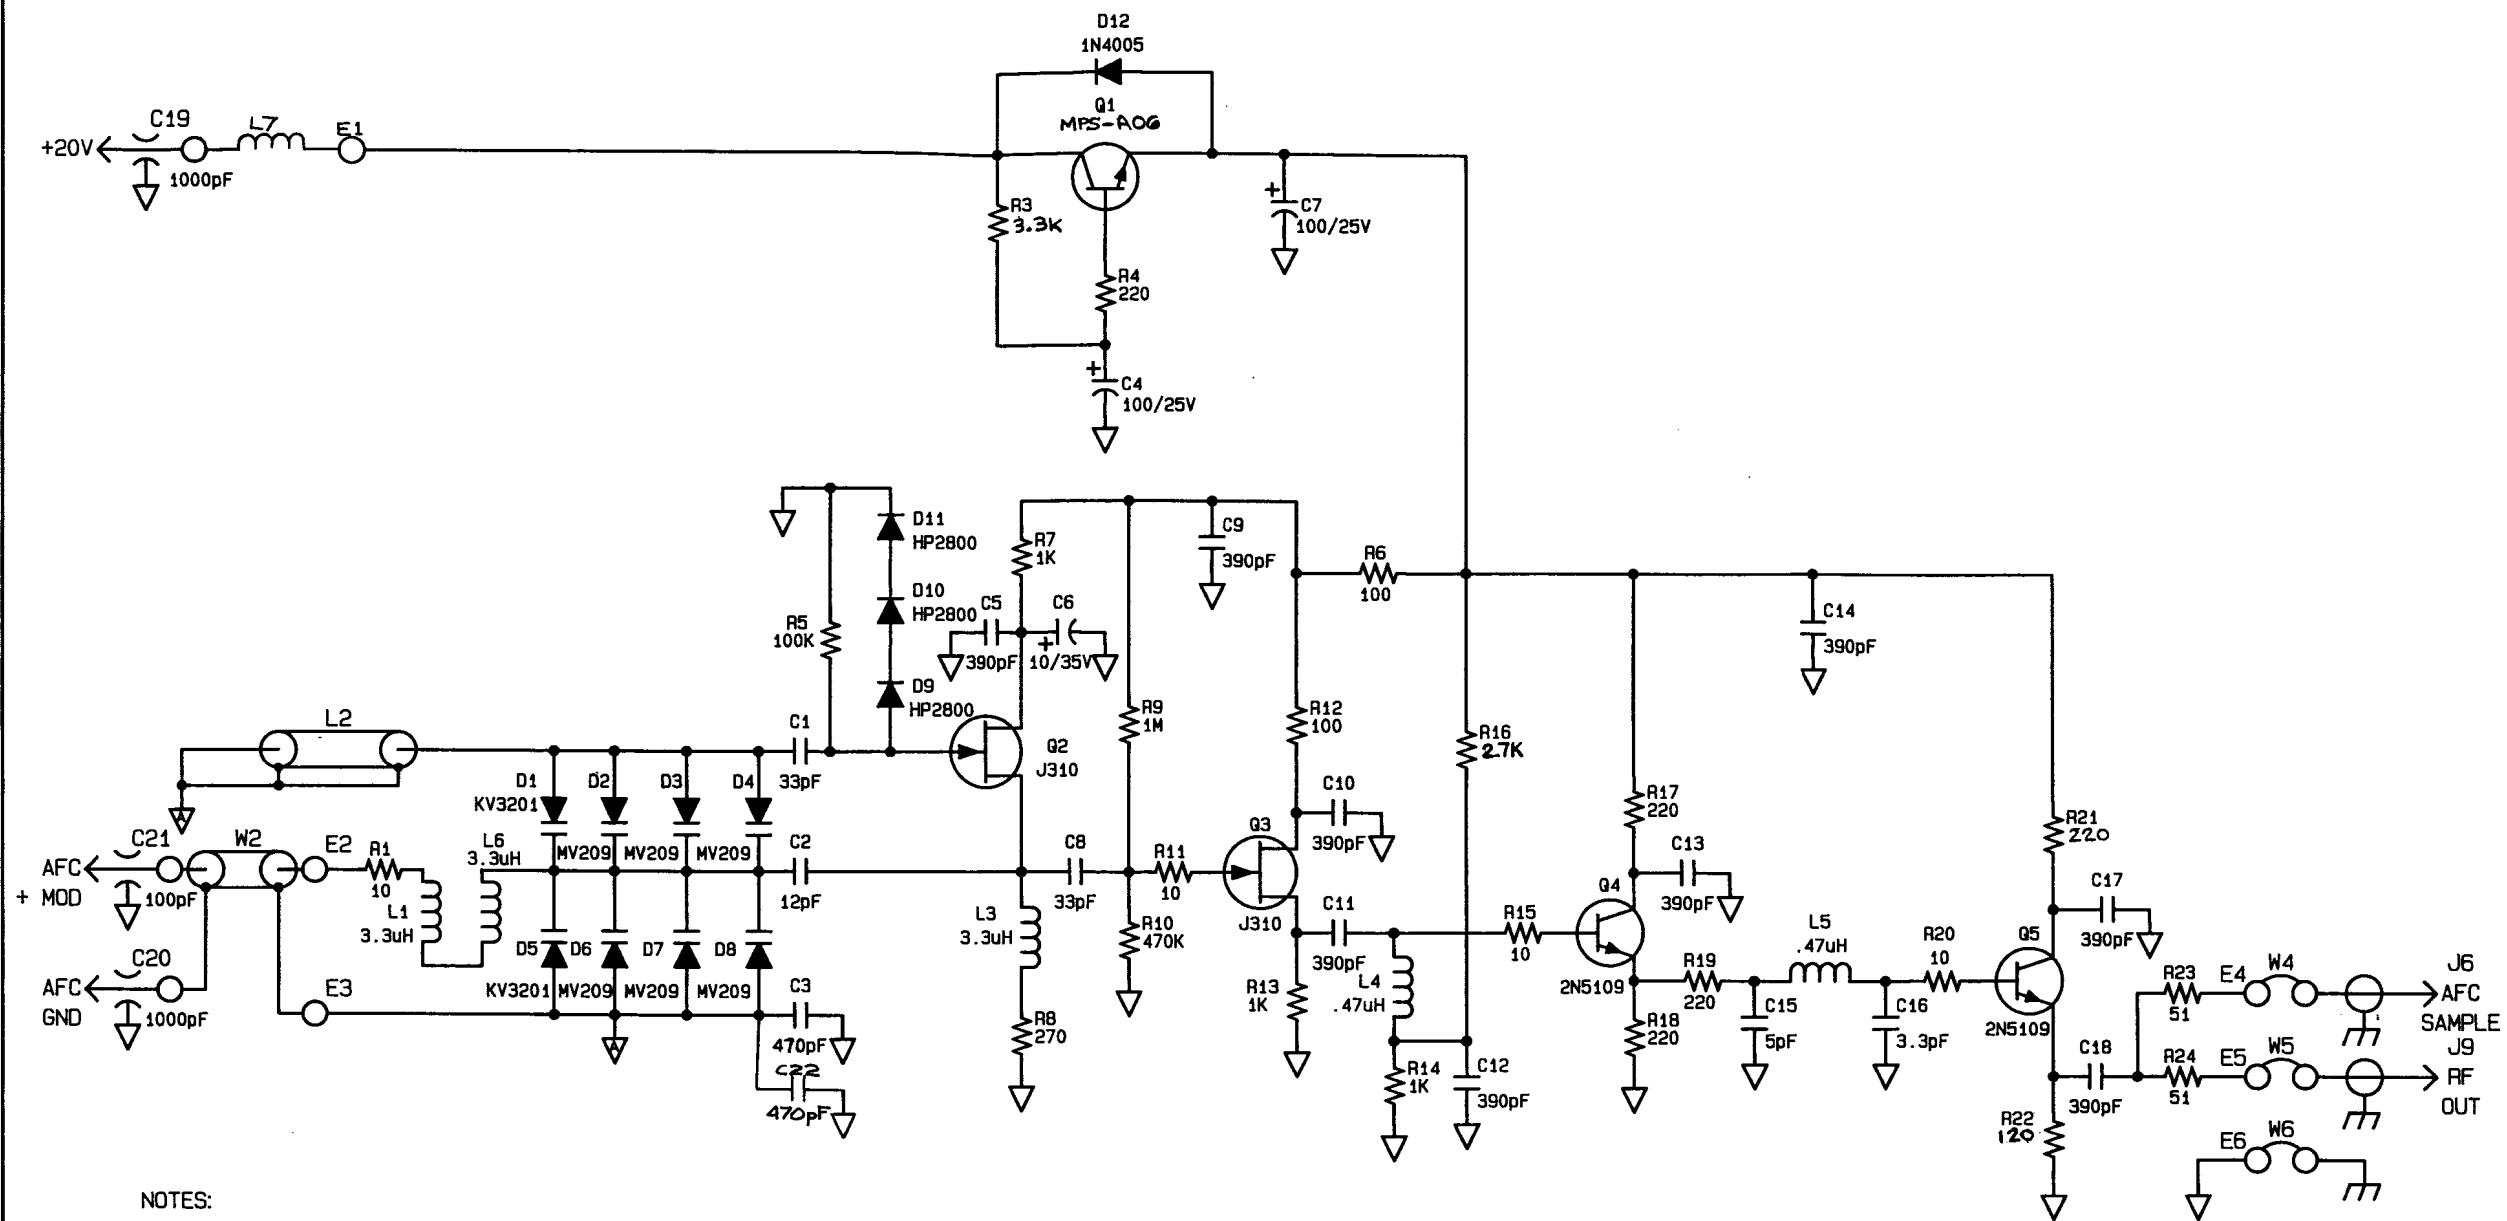 D12
1N4005
Q1
MPS-A06
C19
L7
E1
+20V
1000pF
R3
3.3K
+
C7
100/25V
R4
220
+
C4
100/25V
D11
HP2800
R7
1K
C9
390pF
D10
HP2800
C5
C6
R6
100
R5
100K
390pF
+
10/35V
C14
390pF
D9
HP2800
L2
C1
R9
1M
R12
100
Q2
J310
R16
2.7K
33pF
D1
KV3201
D2
D3
D4
C10
R17
220
C21
W2
E2
R1
L6
3.3uH
C2
MV209
MV209
MV209
Q3
390pF
R21
220
AFC
+ MOD
10
C8
R11
C13
100pF
L1
3.3uH
12pF
33pF
10
Q4
390pF
C17
L3
3.3uH
R10
470K
J310
C11
R15
L5
.47uH
R20
10
Q5
390pF
C20
D5
D6
D7
D8
390pF
10
AFC
GND
E3
KV3201
MV209
MV209
MV209
C3
R13
1K
L4
.47uH
2N5109
R19
220
R23
51
E4
W4
J6
AFC
SAMPLE
1000pF
R8
270
R18
220
C15
5pF
C16
3.3pF
2N5109
470pF
C22
470pF
R14
1K
C12
390pF
C18
390pF
R24
51
E5
W5
J9
RF
OUT
R22
120
E6
W6
A
A
NOTES: